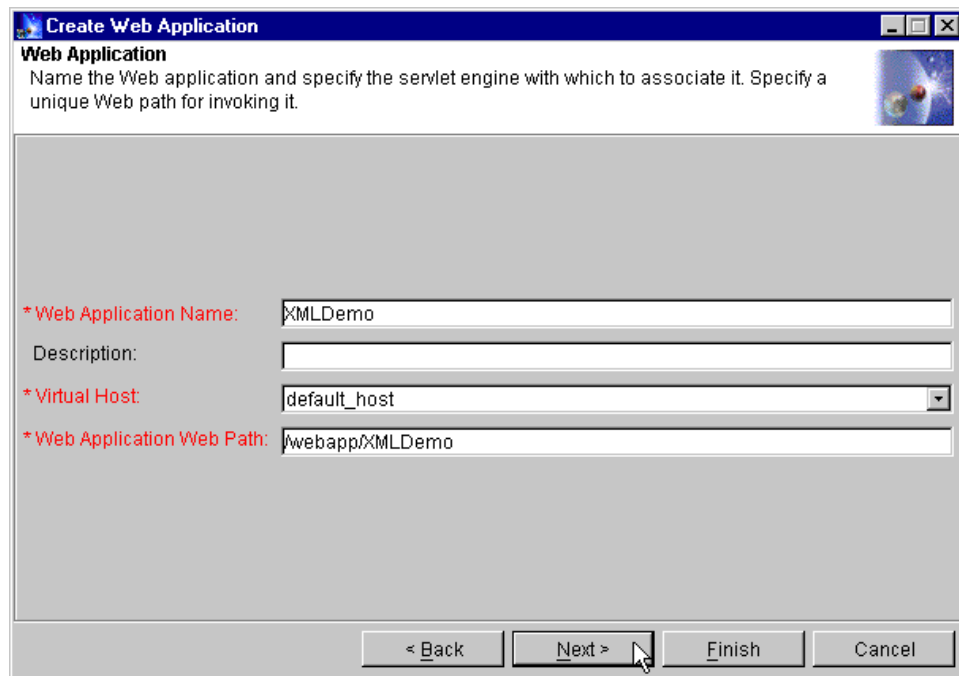 Create Web Application
Web Application
Name the Web application and specify the servlet engine with which to associate it. Specify a
unique Web path for invoking it.
* Web Application Name: XMLDemo
Description:
* Virtual Host: default_host
* Web Application Web Path: /webapp/XMLDemo
< Back Next > Finish Cancel